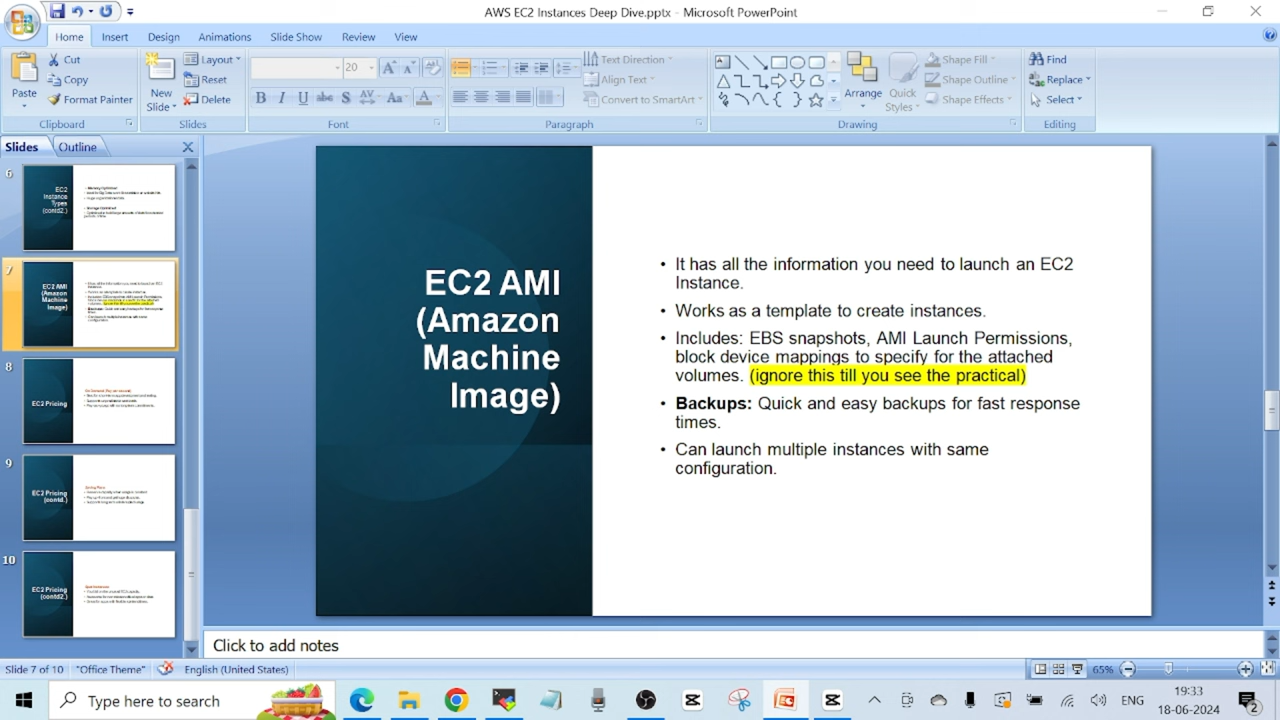 AWS EC2 Instances Deep Dive.pptx - Microsoft PowerPoint
Home Insert Design Animations Slide Show Review View
Paste
Cut
Copy
Format Painter
Clipboard
New Slide
Layout
Reset
Delete
Slides
20
B I U abc S AV Aa A
Font
Text Direction
Align Text
Convert to SmartArt
Paragraph
Arrange
Quick Styles
Shape Fill
Shape Outline
Shape Effects
Drawing
Find
Replace
Select
Editing
Slides Outline
6
EC2
Instance
Types
(contd2.)
7
EC2 AMI
(Amazon
Machine
Image)
8
EC2 Pricing
9
EC2 Pricing
(contd.)
10
EC2 Pricing
(contd2.)
EC2 AMI
(Amazon
Machine
Image)
• It has all the information you need to launch an EC2
Instance.
• Works as a template to create instances.
• Includes: EBS snapshots, AMI Launch Permissions,
block device mappings to specify for the attached
volumes. (ignore this till you see the practical)
• Backups: Quick and easy backups for fast response
times.
• Can launch multiple instances with same
configuration.
Click to add notes
Slide 7 of 10 "Office Theme" English (United States) 65%
Type here to search
ENG
19:33
18-06-2024
2